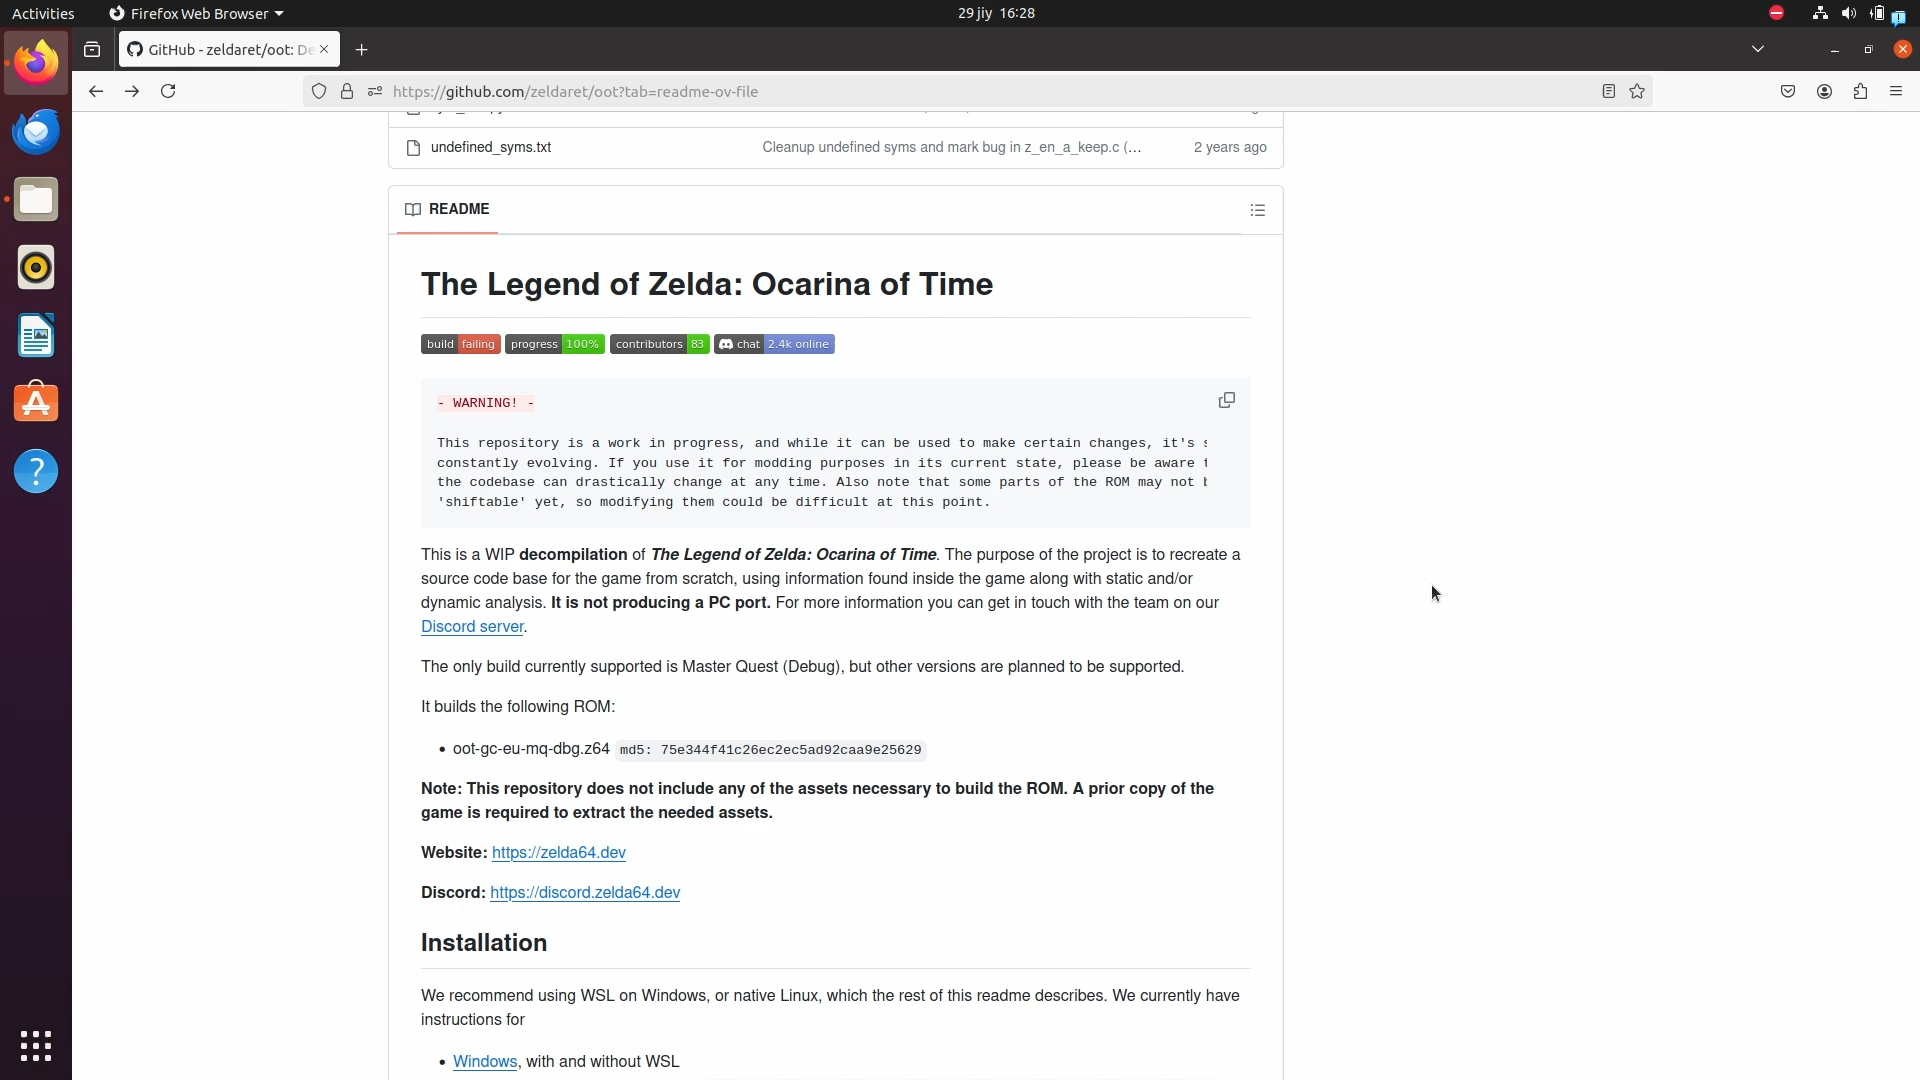 Activities
Firefox Web Browser
29 jiy 16:28
GitHub - zeldaret/oot: De
https://github.com/zeldaret/oot?tab=readme-ov-file
undefined_syms.txt
Cleanup undefined syms and mark bug in z_en_a_keep.c (…
2 years ago
README
The Legend of Zelda: Ocarina of Time
build failing progress 100% contributors 83 chat 2.4k online
- WARNING! -
This repository is a work in progress, and while it can be used to make certain changes, it's
constantly evolving. If you use it for modding purposes in its current state, please be aware
the codebase can drastically change at any time. Also note that some parts of the ROM may not
'shiftable' yet, so modifying them could be difficult at this point.
This is a WIP decompilation of The Legend of Zelda: Ocarina of Time. The purpose of the project is to recreate a
source code base for the game from scratch, using information found inside the game along with static and/or
dynamic analysis. It is not producing a PC port. For more information you can get in touch with the team on our
Discord server.
The only build currently supported is Master Quest (Debug), but other versions are planned to be supported.
It builds the following ROM:
• oot-gc-eu-mq-dbg.z64 md5: 75e344f41c26ec2ec5ad92caa9e25629
Note: This repository does not include any of the assets necessary to build the ROM. A prior copy of the
game is required to extract the needed assets.
Website: https://zelda64.dev
Discord: https://discord.zelda64.dev
Installation
We recommend using WSL on Windows, or native Linux, which the rest of this readme describes. We currently have
instructions for
• Windows, with and without WSL